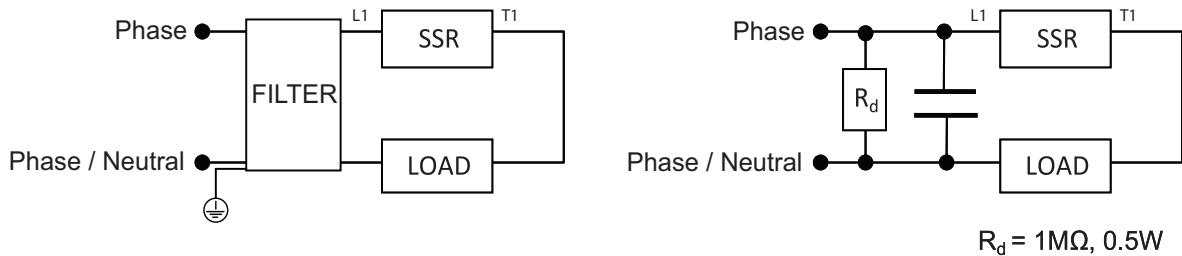 Phase
L1
SSR
T1
FILTER
Phase / Neutral
LOAD
Phase
L1
SSR
T1
Rd
Phase / Neutral
LOAD
Rd = 1MΩ, 0.5W